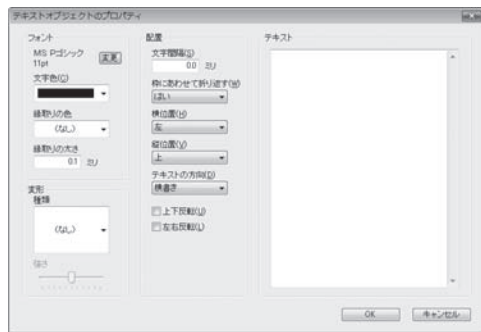 テキストオブジェクトのプロパティ
フォント
MS Pゴシック
11pt
変更
文字色(C)
縁取りの色
(なし)
縁取りの太さ
0.1 ミリ
変形
種類
(なし)
強さ
配置
文字間隔(S)
0.0 ミリ
枠にあわせて折り返す(W)
はい
横位置(H)
左
縦位置(V)
上
テキストの方向(D)
横書き
上下反転(U)
左右反転(L)
テキスト
OK
キャンセル